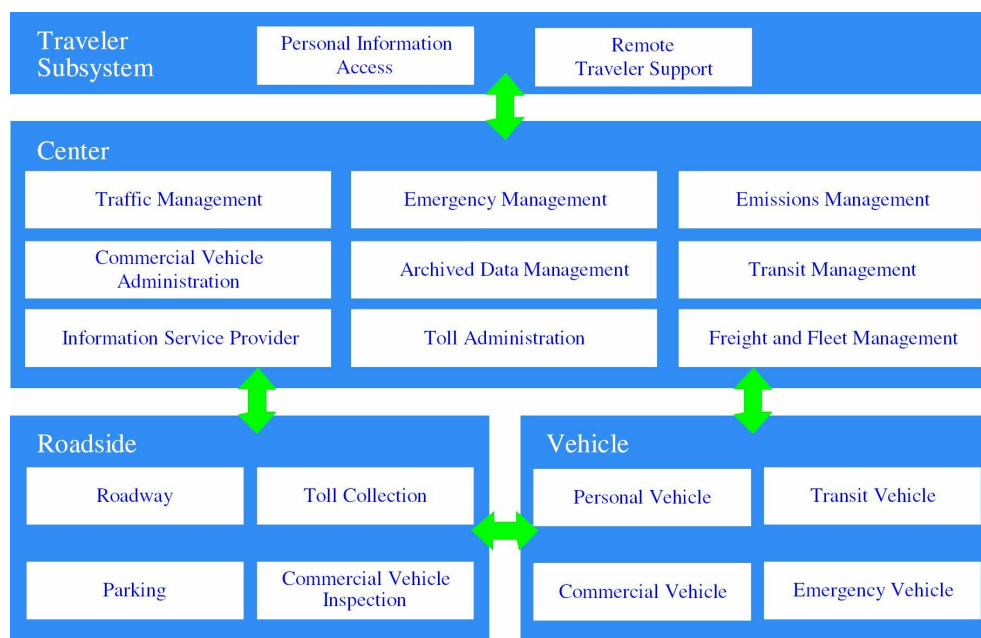 Traveler
Subsystem
Personal Information
Access
Remote
Traveler Support
Center
Traffic Management
Emergency Management
Emissions Management
Commercial Vehicle
Administration
Archived Data Management
Transit Management
Information Service Provider
Toll Administration
Freight and Fleet Management
Roadside
Roadway
Toll Collection
Parking
Commercial Vehicle
Inspection
Vehicle
Personal Vehicle
Transit Vehicle
Commercial Vehicle
Emergency Vehicle